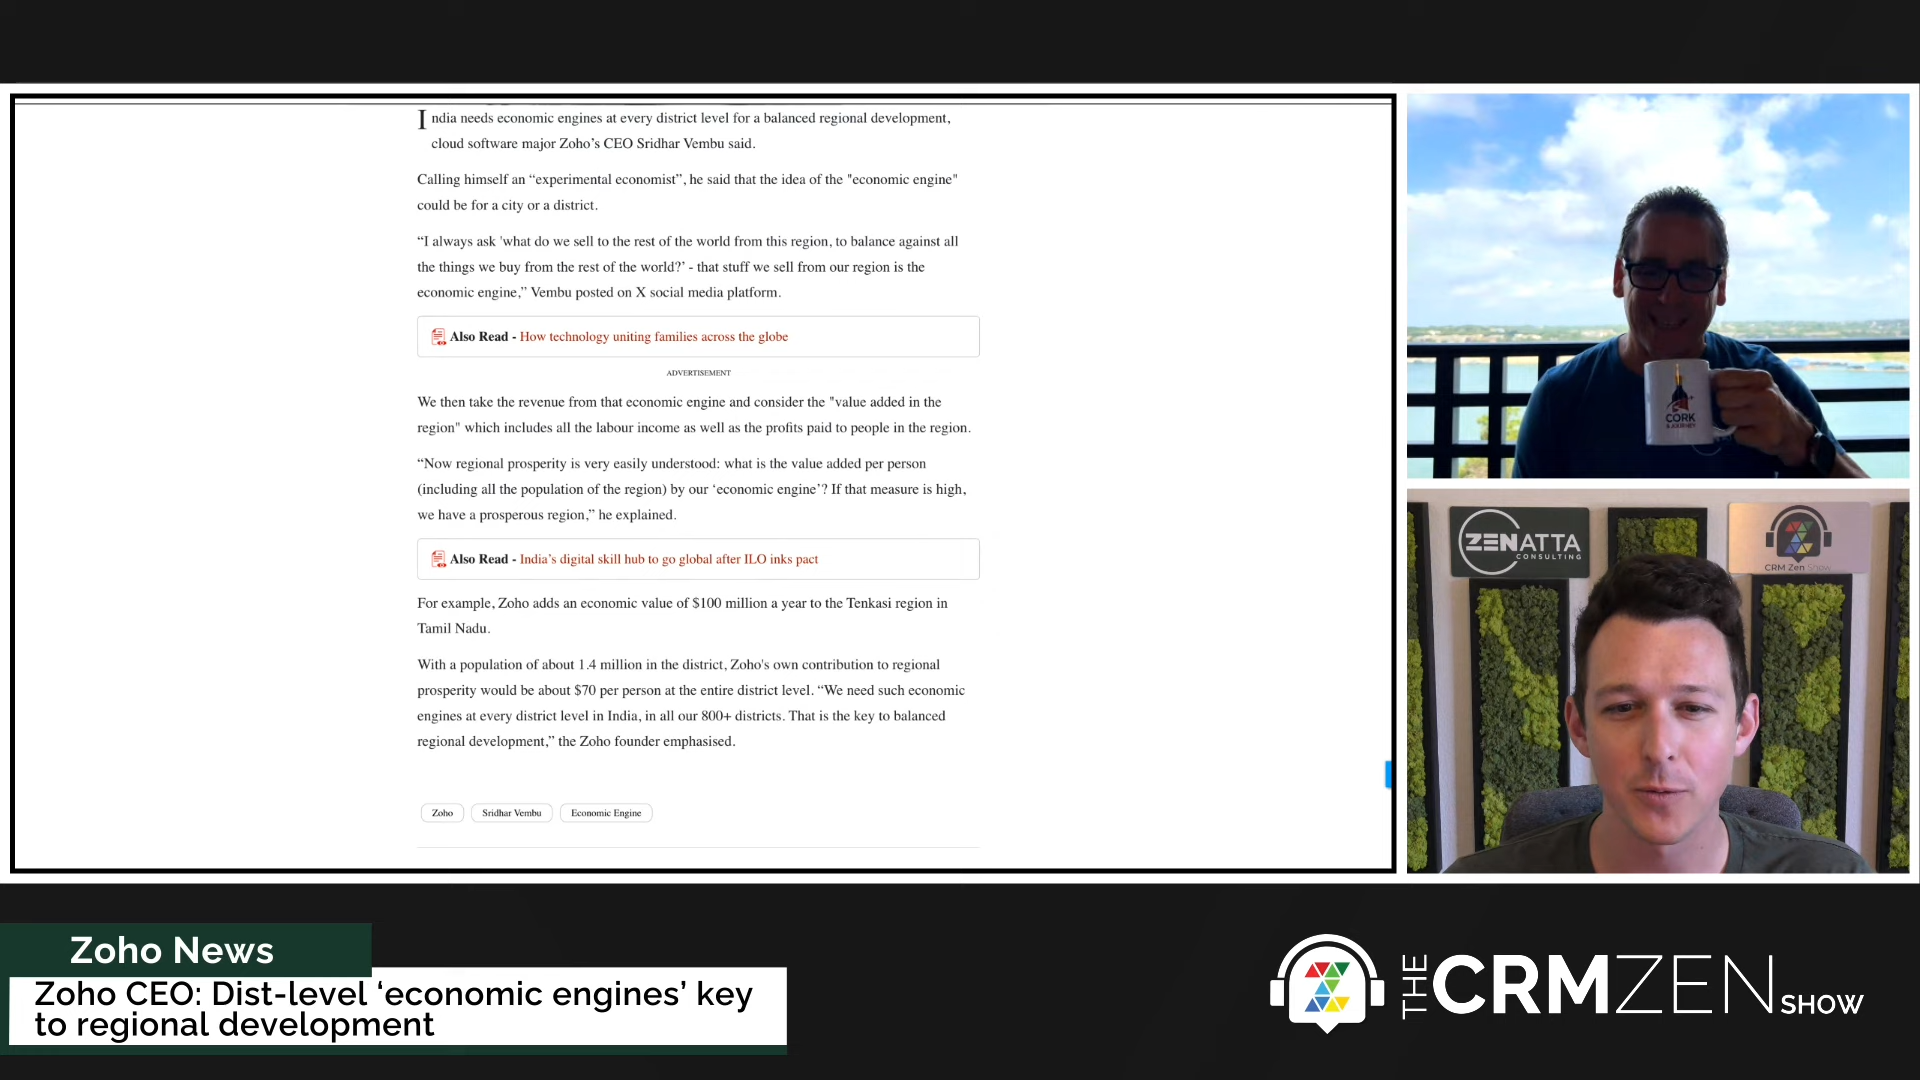 India needs economic engines at every district level for a balanced regional development,
cloud software major Zoho’s CEO Sridhar Vembu said.
Calling himself an “experimental economist”, he said that the idea of the "economic engine"
could be for a city or a district.
“I always ask 'what do we sell to the rest of the world from this region, to balance against all
the things we buy from the rest of the world?’ - that stuff we sell from our region is the
economic engine,” Vembu posted on X social media platform.
Also Read - How technology uniting families across the globe
ADVERTISEMENT
We then take the revenue from that economic engine and consider the "value added in the
region" which includes all the labour income as well as the profits paid to people in the region.
“Now regional prosperity is very easily understood: what is the value added per person
(including all the population of the region) by our ‘economic engine’? If that measure is high,
we have a prosperous region,” he explained.
Also Read - India’s digital skill hub to go global after ILO inks pact
For example, Zoho adds an economic value of $100 million a year to the Tenkasi region in
Tamil Nadu.
With a population of about 1.4 million in the district, Zoho's own contribution to regional
prosperity would be about $70 per person at the entire district level. “We need such economic
engines at every district level in India, in all our 800+ districts. That is the key to balanced
regional development,” the Zoho founder emphasised.
Zoho Sridhar Vembu Economic Engine
CORK
ZENATTA
CONSULTING
CRM Zen Show
Zoho News
Zoho CEO: Dist-level ‘economic engines’ key
to regional development
THE CRMZEN SHOW